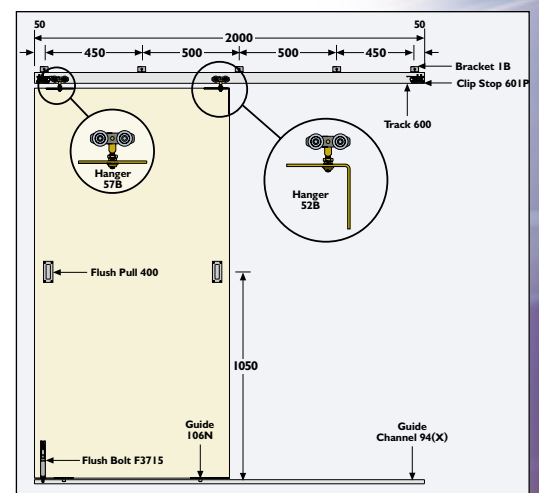 50
50
2000
450
500
500
450
Bracket 1B
Clip Stop 601P
Track 600
Hanger
57B
Hanger
52B
Flush Pull 400
1050
Guide
106N
Guide
Channel 94(X)
Flush Bolt F3715